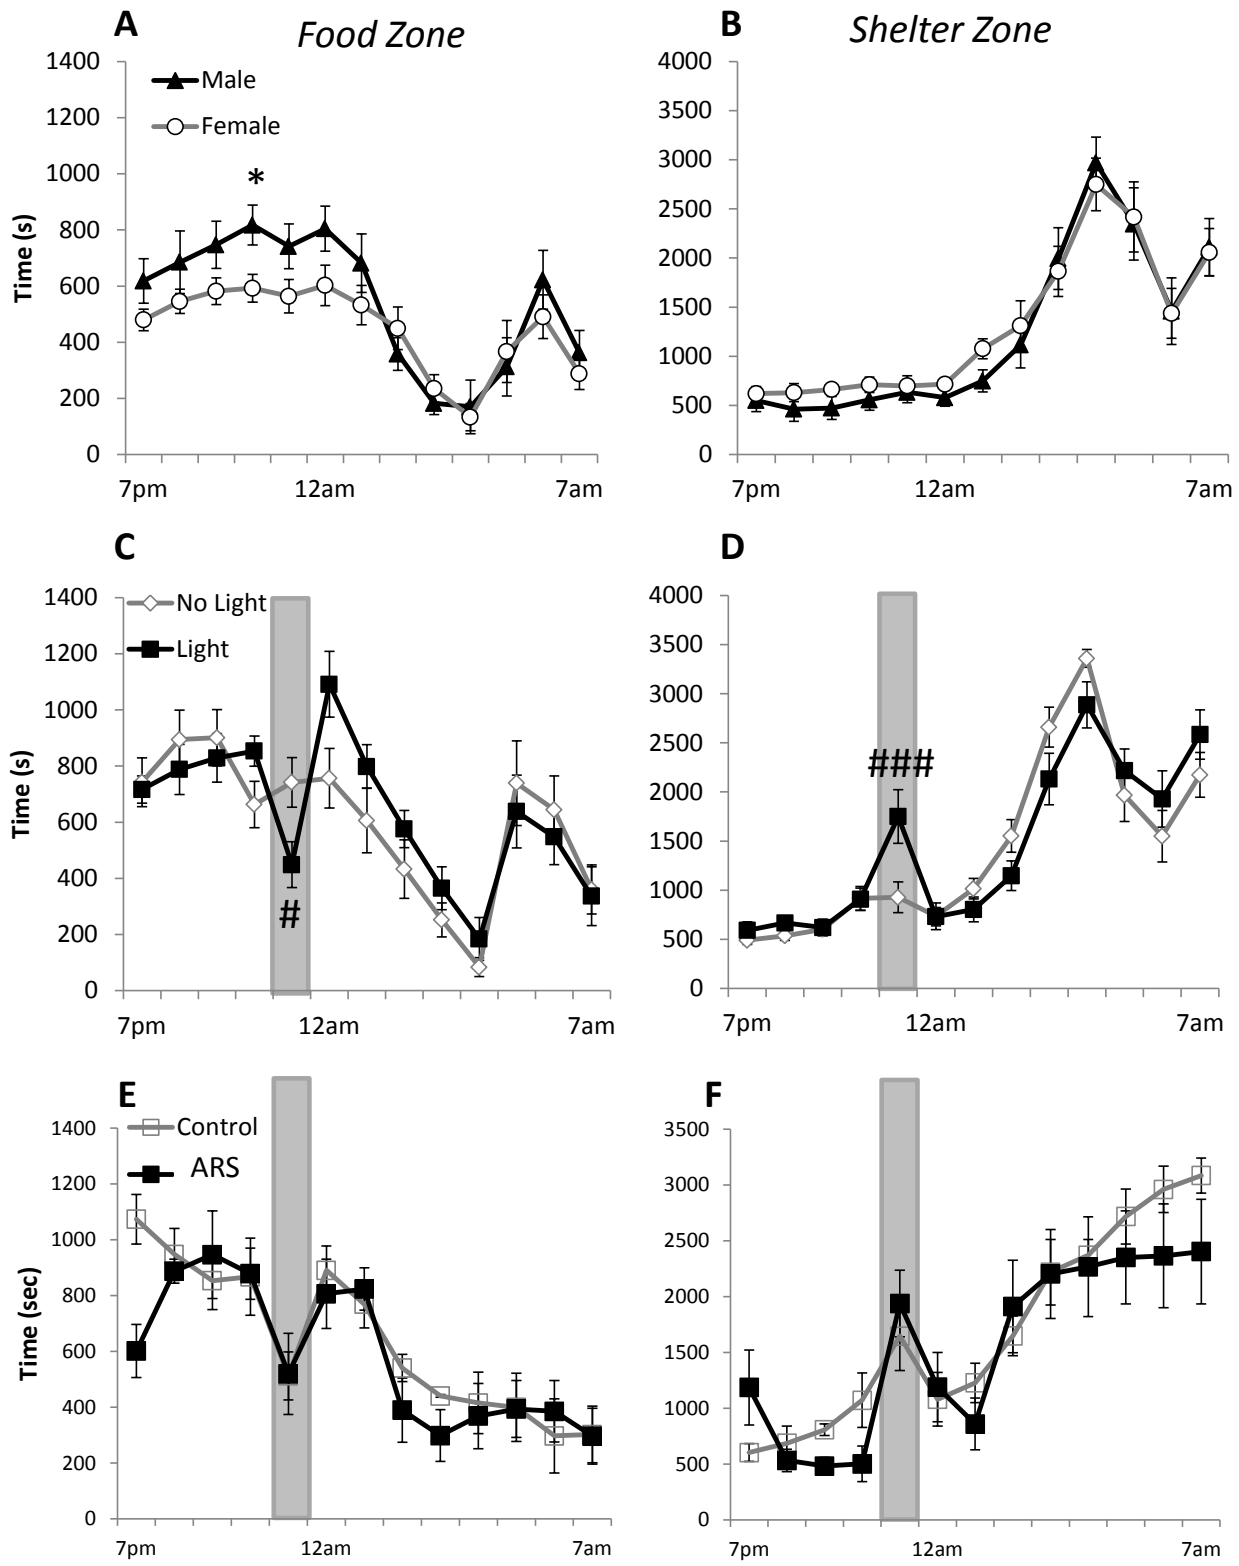 A
Food Zone
B
Shelter Zone
Male
Female
*
Time (s)
1400
1200
1000
800
600
400
200
0
7pm
12am
7am
4000
3500
3000
2500
2000
1500
1000
500
0
7pm
12am
7am
C
D
No Light
Light
#
Time (s)
1400
1200
1000
800
600
400
200
0
7pm
12am
7am
###
4000
3500
3000
2500
2000
1500
1000
500
0
7pm
12am
7am
E
F
Control
ARS
Time (sec)
1400
1200
1000
800
600
400
200
0
7pm
12am
7am
3500
3000
2500
2000
1500
1000
500
0
7pm
12am
7am